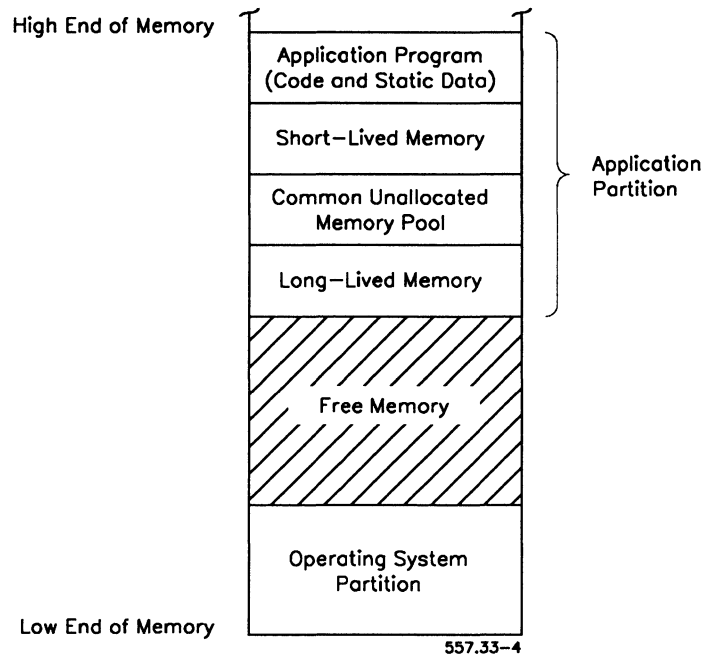 High End of Memory
Application Program
(Code and Static Data)
Short-Lived Memory
Common Unallocated
Memory Pool
Long-Lived Memory
Application
Partition
Free Memory
Operating System
Partition
Low End of Memory
557.33-4